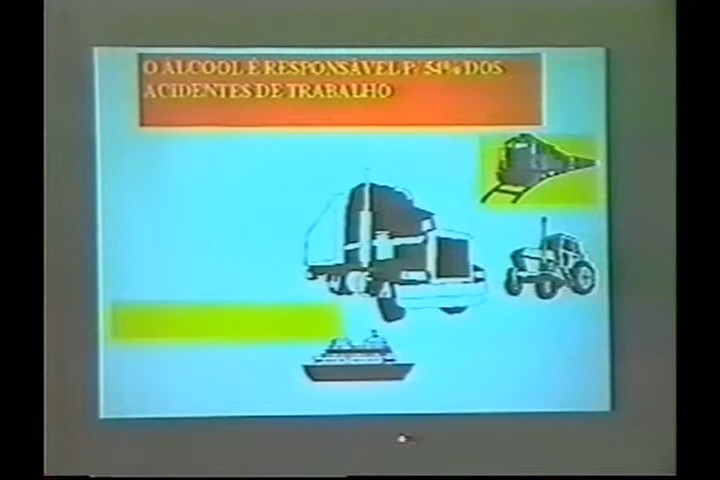 O ÁLCOOL É RESPONSÁVEL P/ 54% DOS
ACIDENTES DE TRABALHO